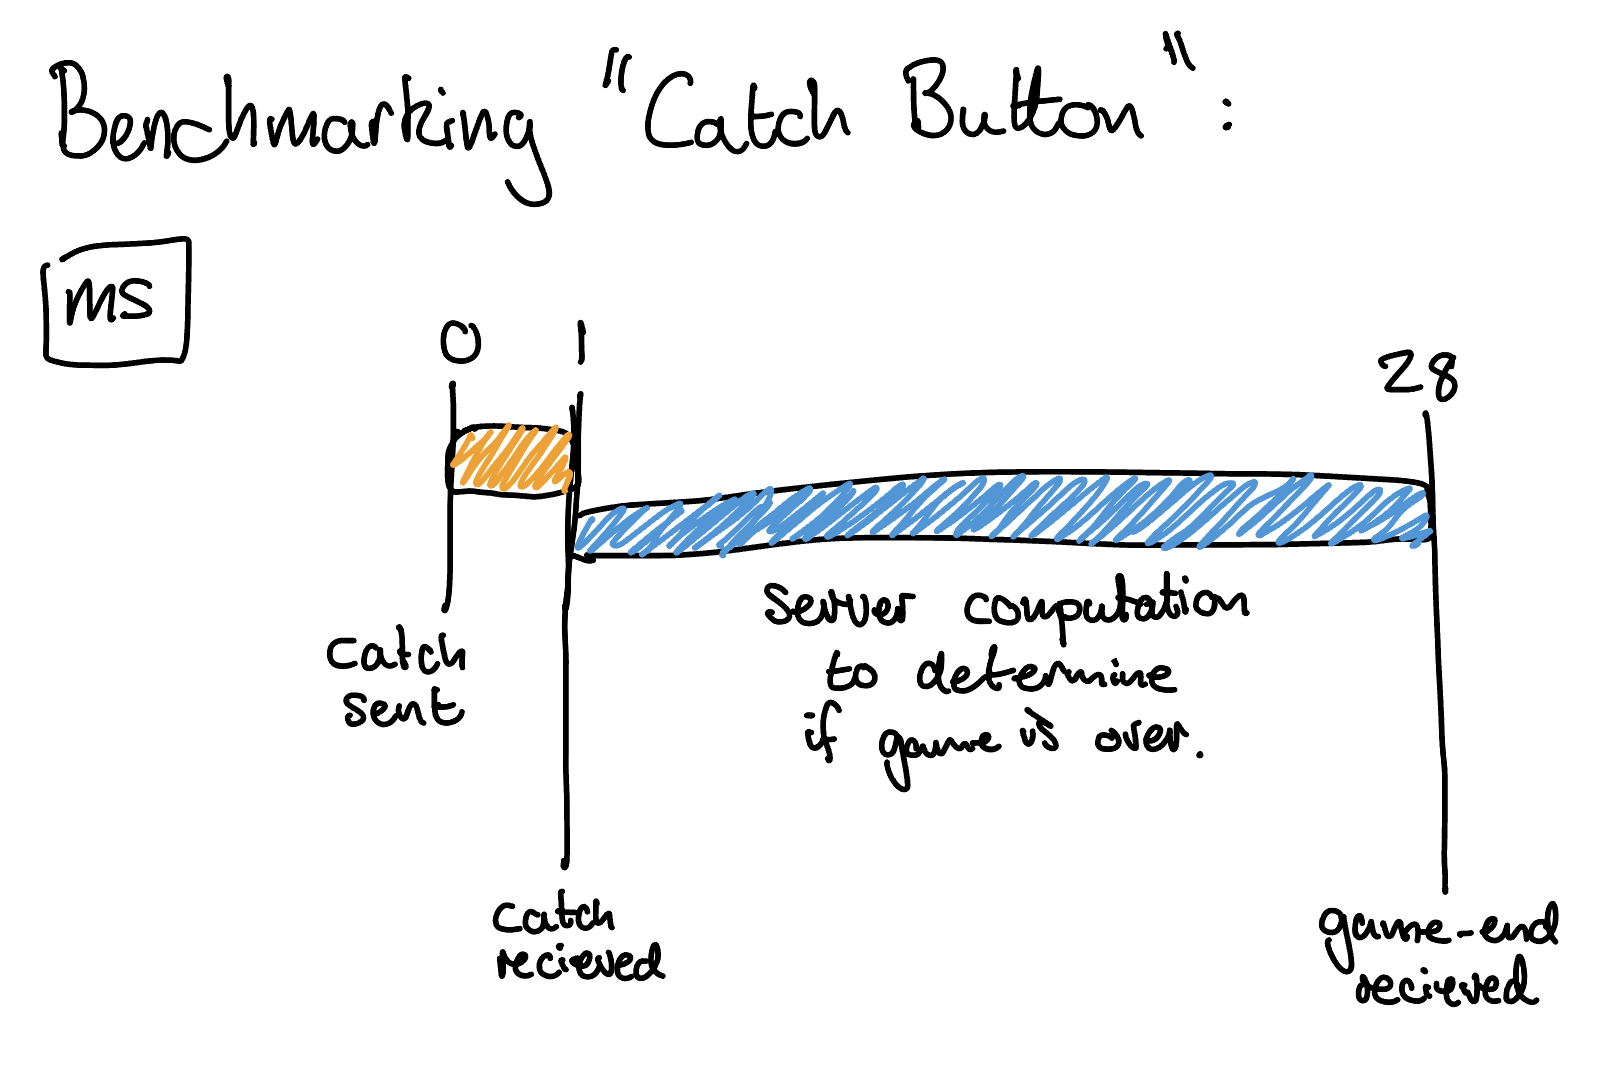 Benchmarking "Catch Button":
ms
0 1 28
Catch
sent
Server computation
to determine
if game is over.
Catch
recieved
game-end
recieved